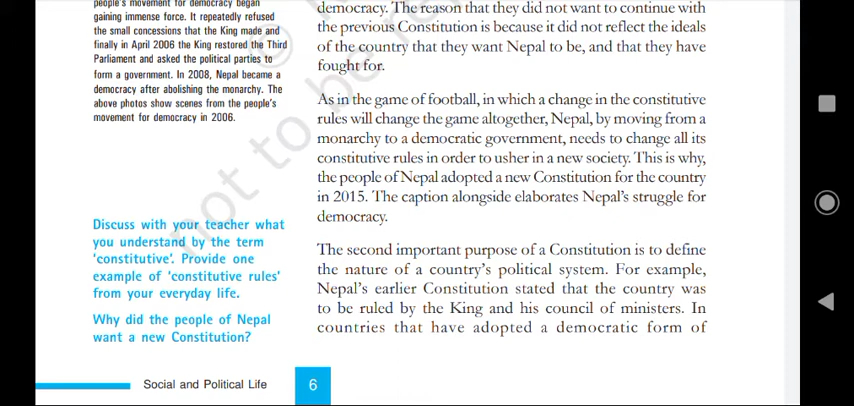 people's movement for democracy began
gaining immense force. It repeatedly refused
the small concessions that the King made and
finally in April 2006 the King restored the Third
Parliament and asked the political parties to
form a government. In 2008, Nepal became a
democracy after abolishing the monarchy. The
above photos show scenes from the people's
movement for democracy in 2006.
Discuss with your teacher what
you understand by the term
'constitutive'. Provide one
example of 'constitutive rules'
from your everyday life.
Why did the people of Nepal
want a new Constitution?
democracy. The reason that they did not want to continue with
the previous Constitution is because it did not reflect the ideals
of the country that they want Nepal to be, and that they have
fought for.
As in the game of football, in which a change in the constitutive
rules will change the game altogether, Nepal, by moving from a
monarchy to a democratic government, needs to change all its
constitutive rules in order to usher in a new society. This is why,
the people of Nepal adopted a new Constitution for the country
in 2015. The caption alongside elaborates Nepal's struggle for
democracy.
The second important purpose of a Constitution is to define
the nature of a country's political system. For example,
Nepal's earlier Constitution stated that the country was
to be ruled by the King and his council of ministers. In
countries that have adopted a democratic form of
Social and Political Life
6
not to be re